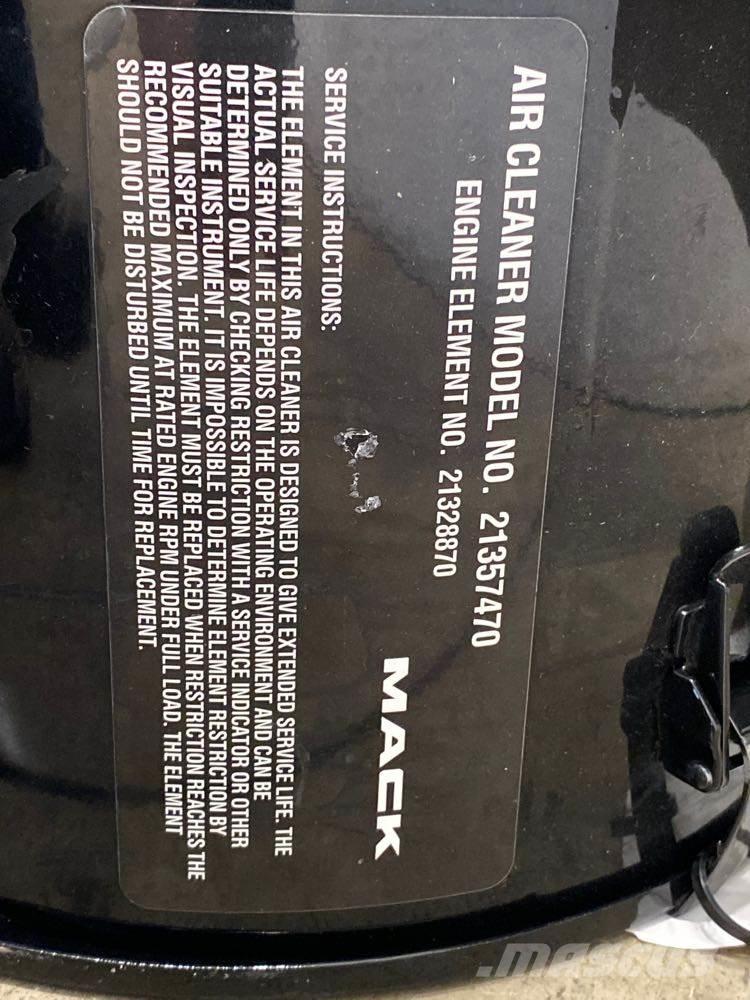 AIR CLEANER MODEL NO. 21357470
ENGINE ELEMENT NO. 21328870
MACK
SERVICE INSTRUCTIONS:
THE ELEMENT IN THIS AIR CLEANER IS DESIGNED TO GIVE EXTENDED SERVICE LIFE. THE
ACTUAL SERVICE LIFE DEPENDS ON THE OPERATING ENVIRONMENT AND CAN BE
DETERMINED ONLY BY CHECKING RESTRICTION WITH A SERVICE INDICATOR OR OTHER
SUITABLE INSTRUMENT. IT IS IMPOSSIBLE TO DETERMINE ELEMENT RESTRICTION BY
VISUAL INSPECTION. THE ELEMENT MUST BE REPLACED WHEN RESTRICTION REACHES THE
RECOMMENDED MAXIMUM AT RATED ENGINE RPM UNDER FULL LOAD. THE ELEMENT
SHOULD NOT BE DISTURBED UNTIL TIME FOR REPLACEMENT.
mascus